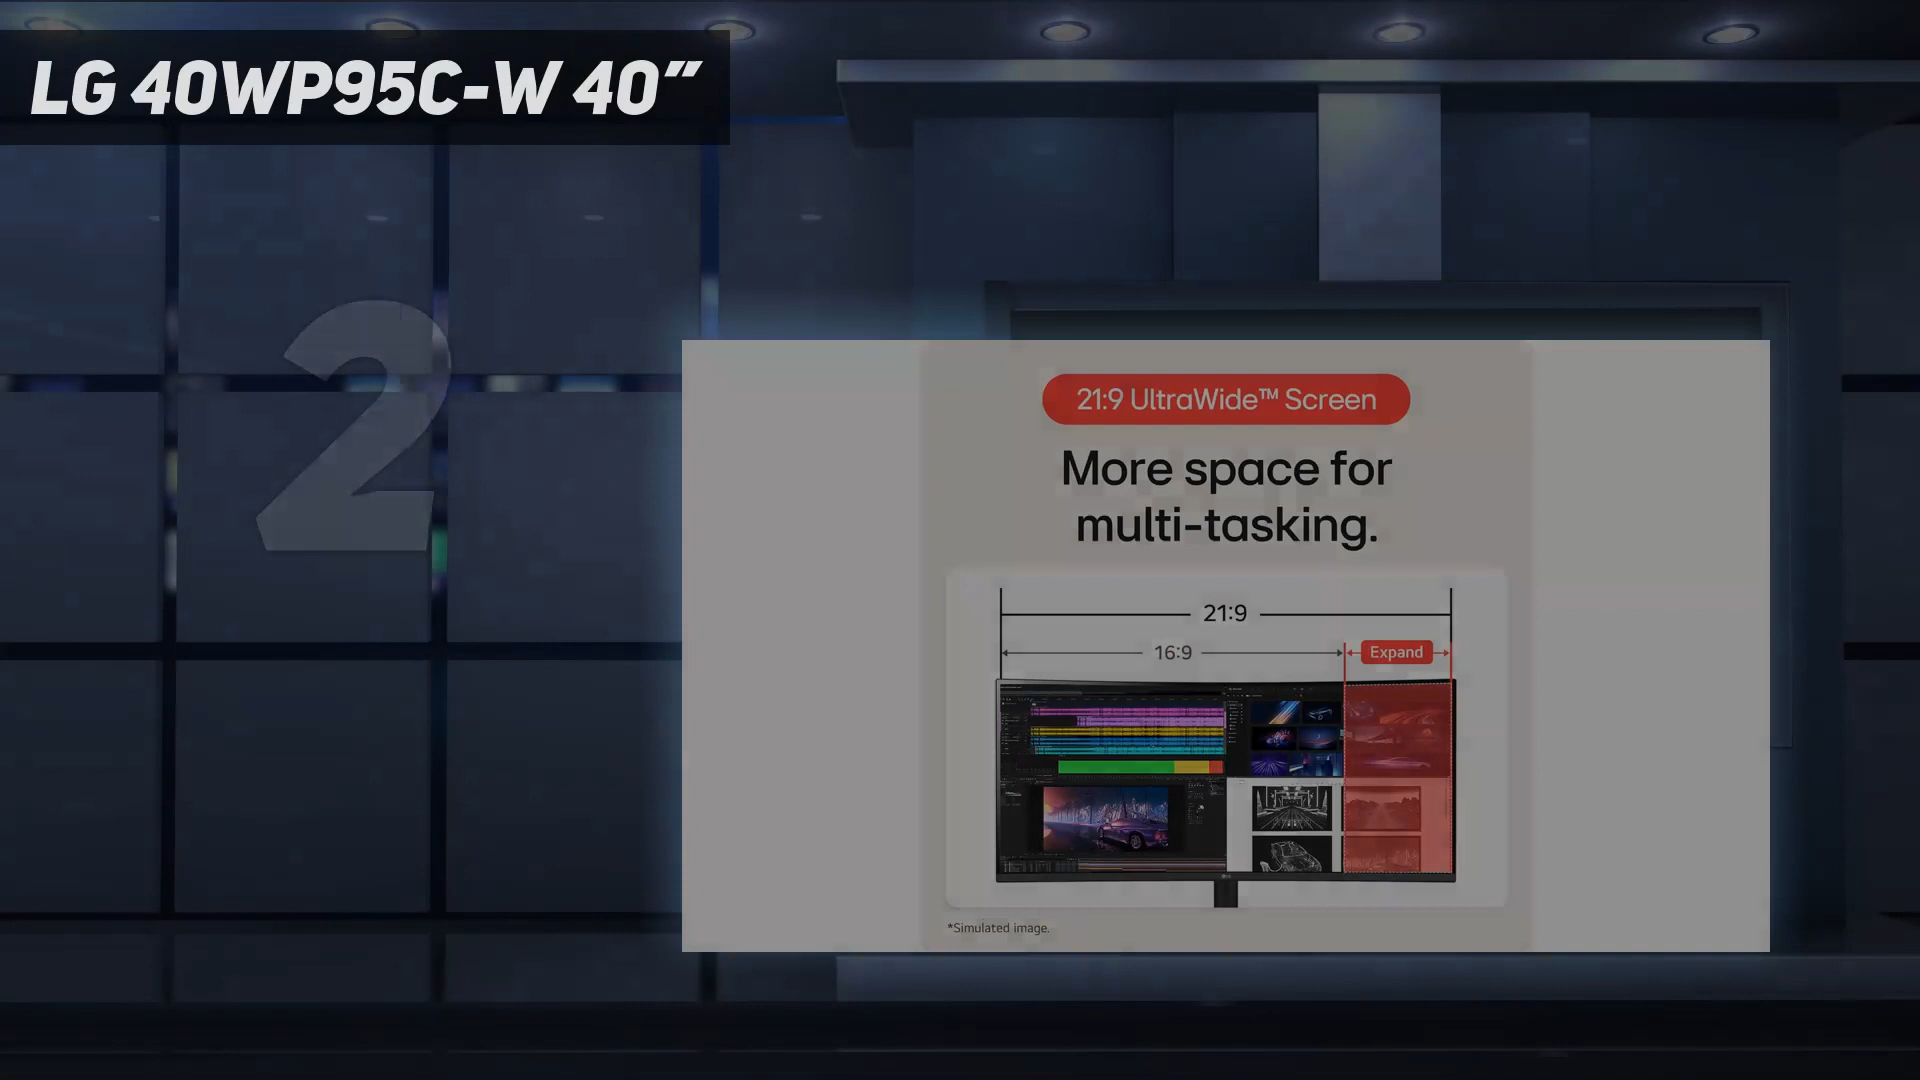 LG 40WP95C-W 40”
2
21:9 UltraWide™ Screen
More space for
multi-tasking.
21:9
16:9
Expand
*Simulated image.